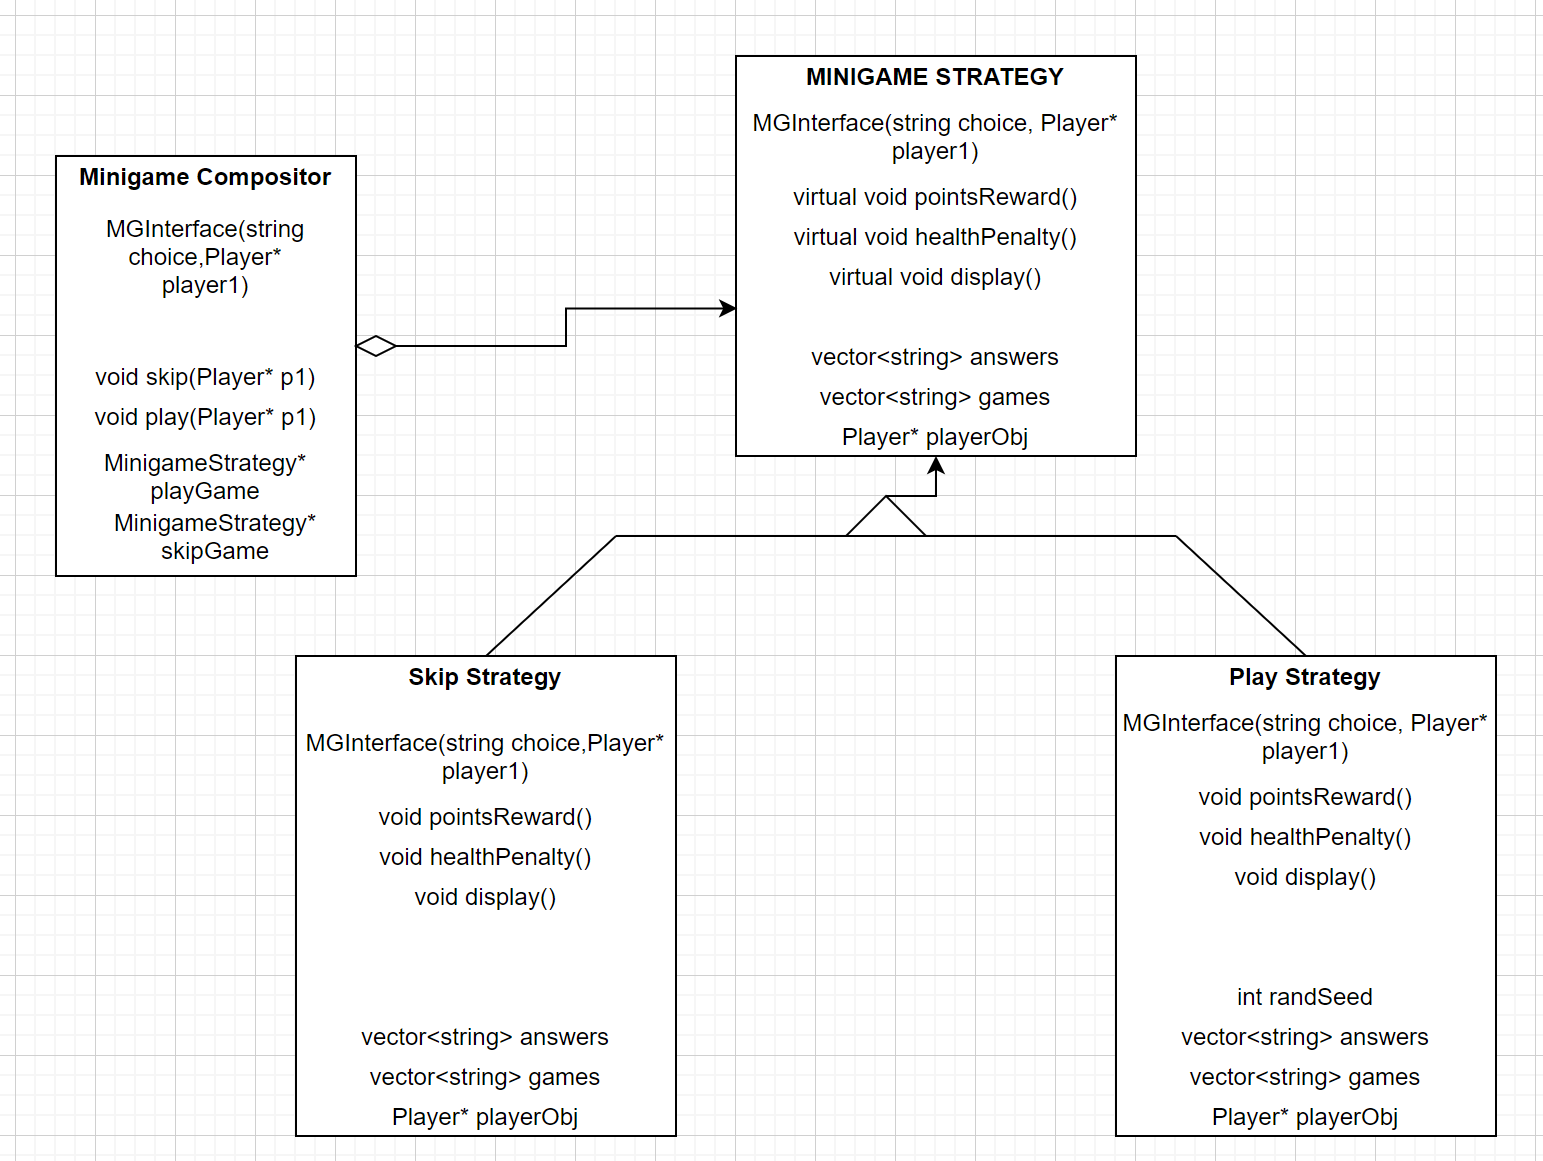 MINIGAME STRATEGY
MGInterface(string choice, Player*
player1)
virtual void pointsReward()
virtual void healthPenalty()
virtual void display()
vector<string> answers
vector<string> games
Player* playerObj
Minigame Compositor
MGInterface(string
choice,Player*
player1)
void skip(Player* p1)
void play(Player* p1)
MinigameStrategy*
playGame
MinigameStrategy*
skipGame
Skip Strategy
MGInterface(string choice,Player*
player1)
void pointsReward()
void healthPenalty()
void display()
vector<string> answers
vector<string> games
Player* playerObj
Play Strategy
MGInterface(string choice, Player*
player1)
void pointsReward()
void healthPenalty()
void display()
int randSeed
vector<string> answers
vector<string> games
Player* playerObj